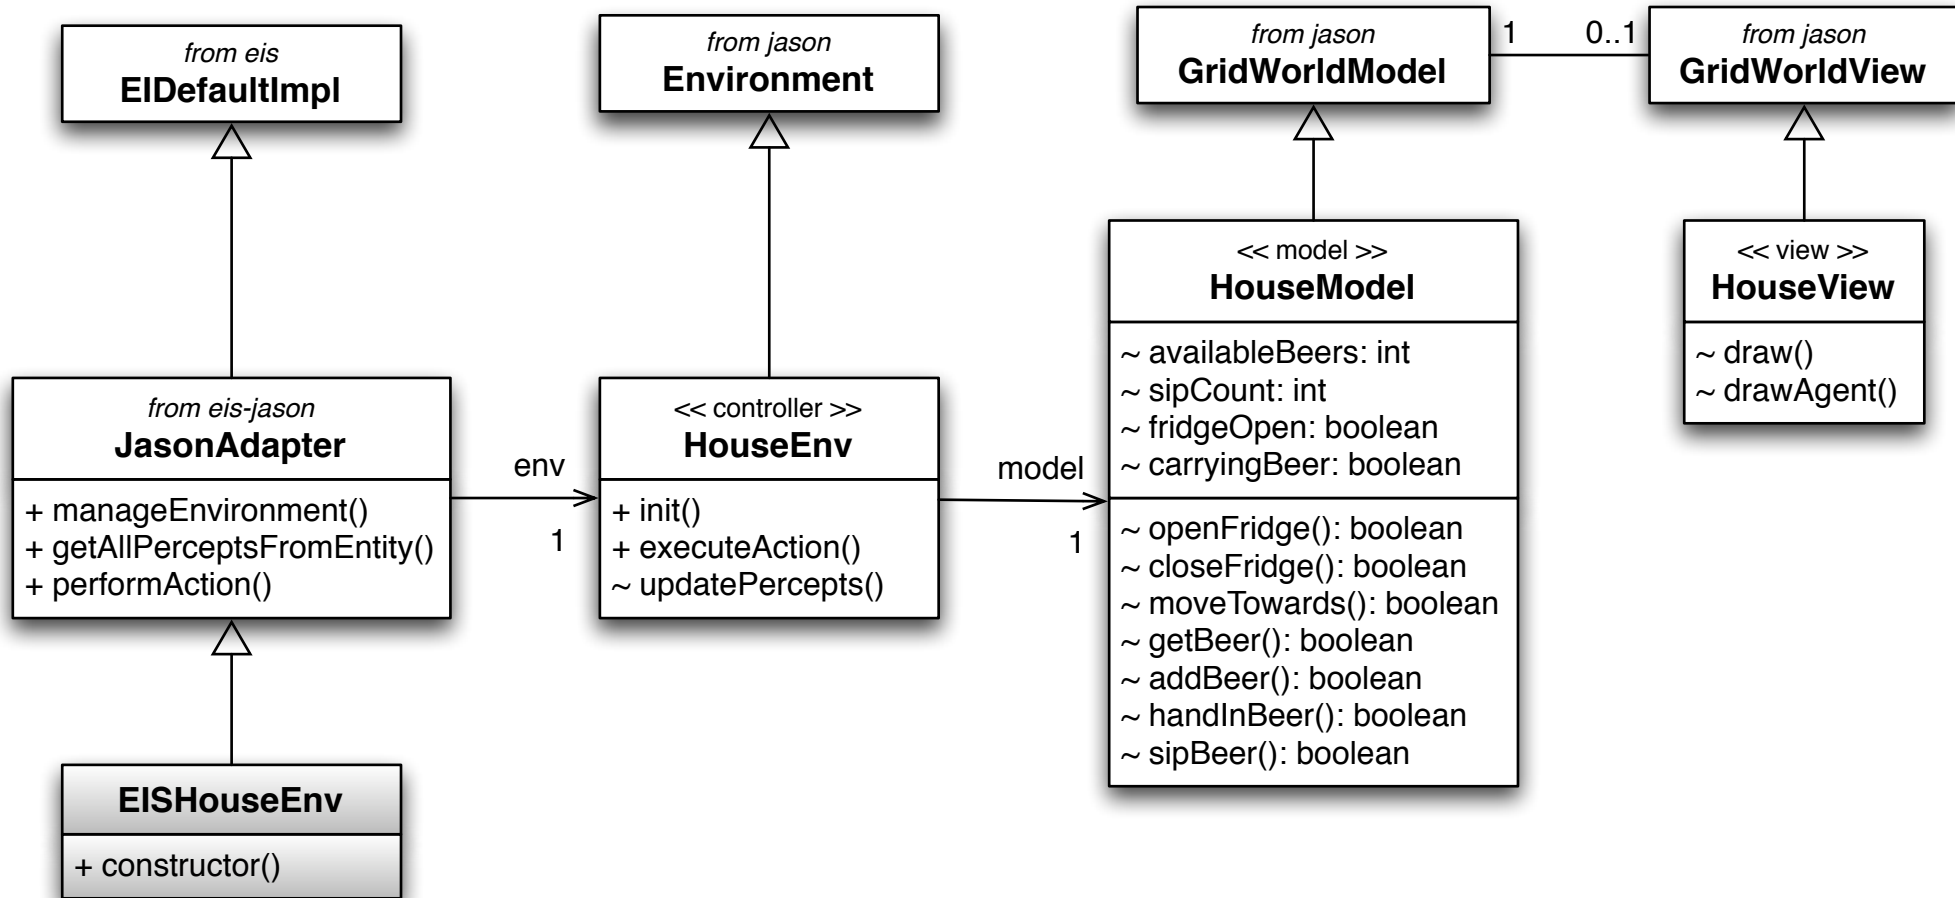 from eis
EIDefaultImpl
from jason
Environment
from jason
GridWorldModel
1
0..1
from jason
GridWorldView
from eis-jason
JasonAdapter
+ manageEnvironment()
+ getAllPerceptsFromEntity()
+ performAction()
env
1
<< controller >>
HouseEnv
+ init()
+ executeAction()
~ updatePercepts()
model
1
<< model >>
HouseModel
~ availableBeers: int
~ sipCount: int
~ fridgeOpen: boolean
~ carryingBeer: boolean
~ openFridge(): boolean
~ closeFridge(): boolean
~ moveTowards(): boolean
~ getBeer(): boolean
~ addBeer(): boolean
~ handInBeer(): boolean
~ sipBeer(): boolean
<< view >>
HouseView
~ draw()
~ drawAgent()
EISHouseEnv
+ constructor()